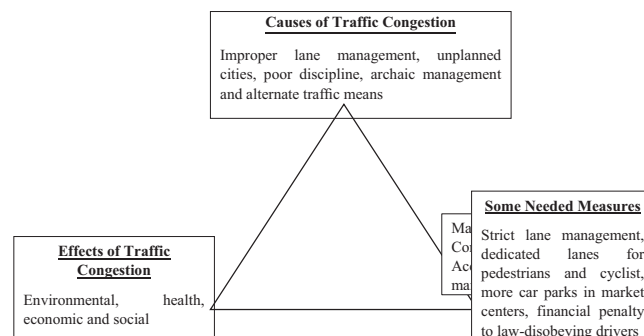 Causes of Traffic Congestion
Improper lane management, unplanned
cities, poor discipline, archaic management
and alternate traffic means
Effects of Traffic
Congestion
Environmental, health,
economic and social
Some Needed Measures
Strict lane management,
dedicated lanes for
pedestrians and cyclist,
more car parks in market
centers, financial penalty
to law-disobeying drivers